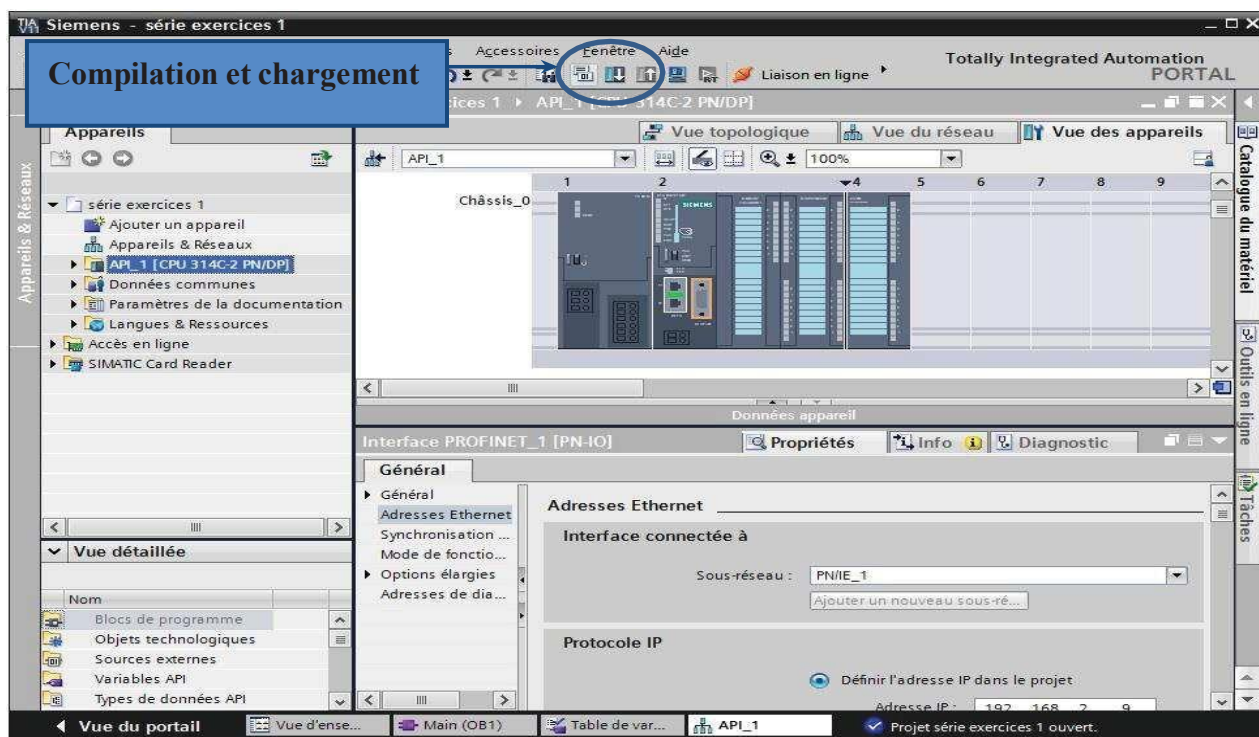 Siemens - série exercices 1
Accessoires Fenêtre Aide
Totally Integrated Automation
PORTAL
Compilation et chargement
Liaison en ligne
API_1 [CPU 314C-2 PN/DP]
Appareils
Vue topologique
Vue du réseau
Vue des appareils
API_1
100%
Appareils & Réseaux
série exercices 1
Ajouter un appareil
Appareils & Réseaux
API_1 [CPU 314C-2 PN/DP]
Données communes
Paramètres de la documentation
Langues & Ressources
Accès en ligne
SIMATIC Card Reader
Châssis_0
1 2 4 5 6 7 8 9
SIEMENS
Données appareil
Catalogue du matériel
Outils en ligne
Tâches
Interface PROFINET_1 [PN-IO]
Propriétés
Info
Diagnostic
Général
Général
Adresses Ethernet
Synchronisation ...
Mode de fonctio...
Options élargies
Adresses de dia...
Adresses Ethernet
Interface connectée à
Sous-réseau : PN/IE_1
Ajouter un nouveau sous-ré...
Protocole IP
Définir l'adresse IP dans le projet
Adresse IP : 192 168 2 9
Vue détaillée
Nom
Blocs de programme
Objets technologiques
Sources externes
Variables API
Types de données API
Vue du portail
Vue d'ense...
Main (OB1)
Table de var...
API_1
Projet série exercices 1 ouvert.